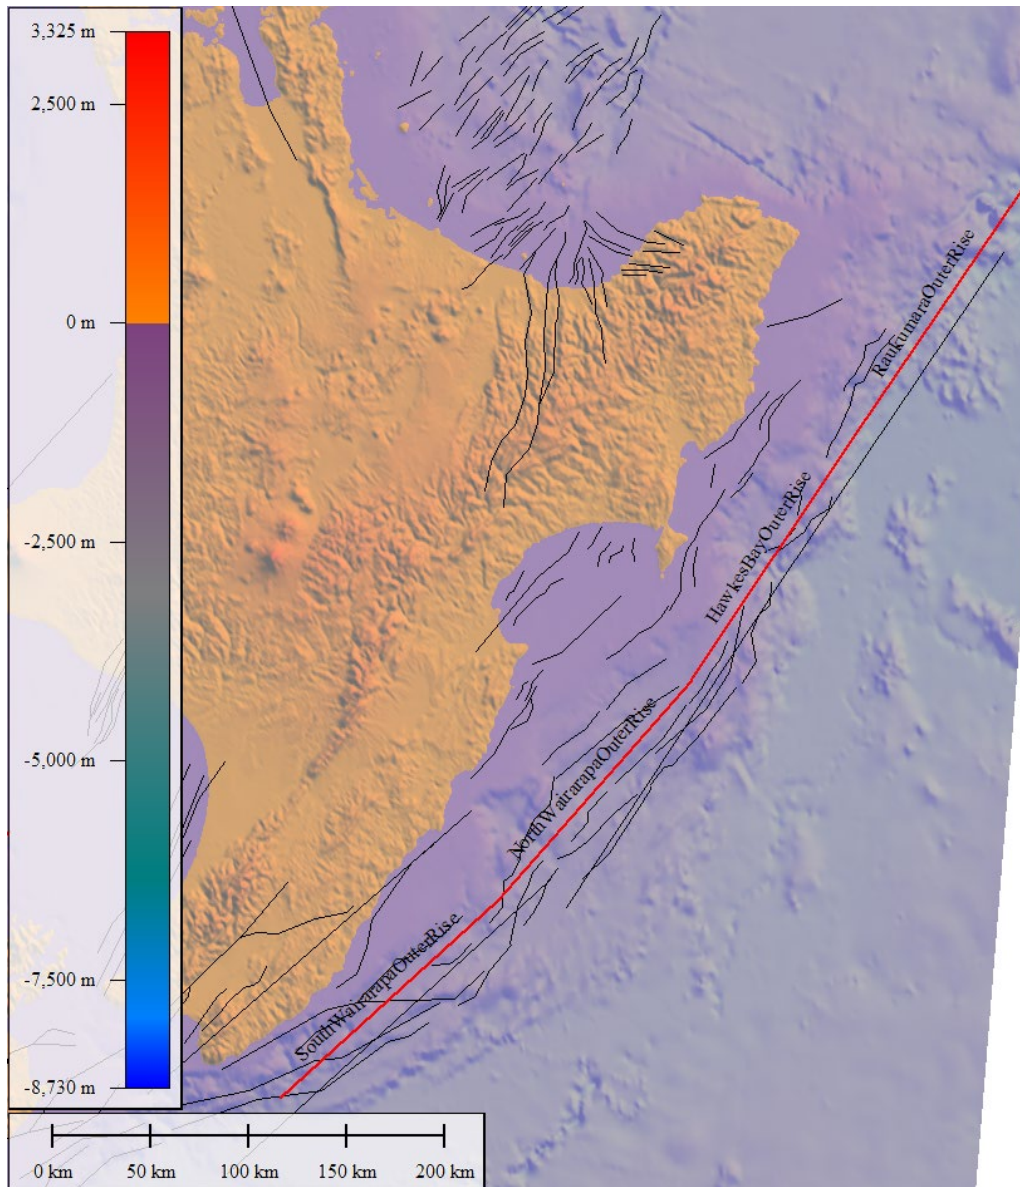 3,325 m
2,500 m
0 m
-2,500 m
-5,000 m
-7,500 m
-8,730 m
RaukumaraOuterRise
HawkesBayOuterRise
NorthWairarapaOuterRise
SouthWairarapaOuterRise
0 km 50 km 100 km 150 km 200 km